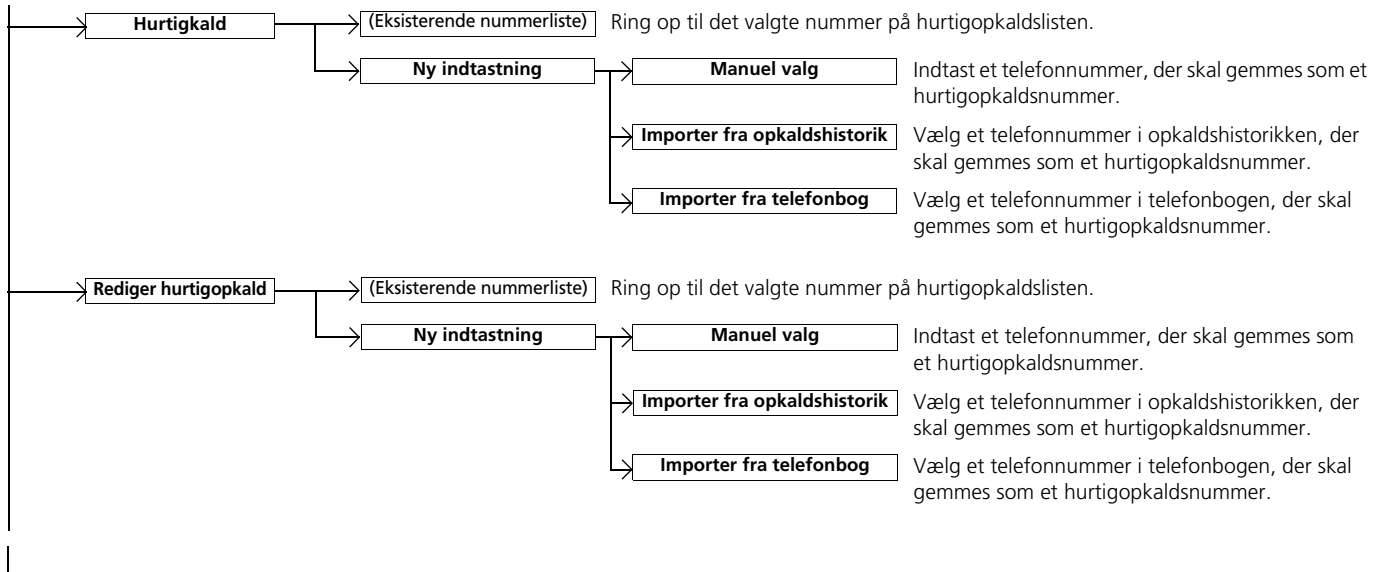 Hurtigkald
(Eksisterende nummerliste)
Ring op til det valgte nummer på hurtigopkaldslisten.
Ny indtastning
Manuel valg
Indtast et telefonnummer, der skal gemmes som et
hurtigopkaldsnummer.
Importer fra opkaldshistorik
Vælg et telefonnummer i opkaldshistorikken, der
skal gemmes som et hurtigopkaldsnummer.
Importer fra telefonbog
Vælg et telefonnummer i telefonbogen, der skal
gemmes som et hurtigopkaldsnummer.
Rediger hurtigopkald
(Eksisterende nummerliste)
Ring op til det valgte nummer på hurtigopkaldslisten.
Ny indtastning
Manuel valg
Indtast et telefonnummer, der skal gemmes som
et hurtigopkaldsnummer.
Importer fra opkaldshistorik
Vælg et telefonnummer i opkaldshistorikken, der
skal gemmes som et hurtigopkaldsnummer.
Importer fra telefonbog
Vælg et telefonnummer i telefonbogen, der skal
gemmes som et hurtigopkaldsnummer.